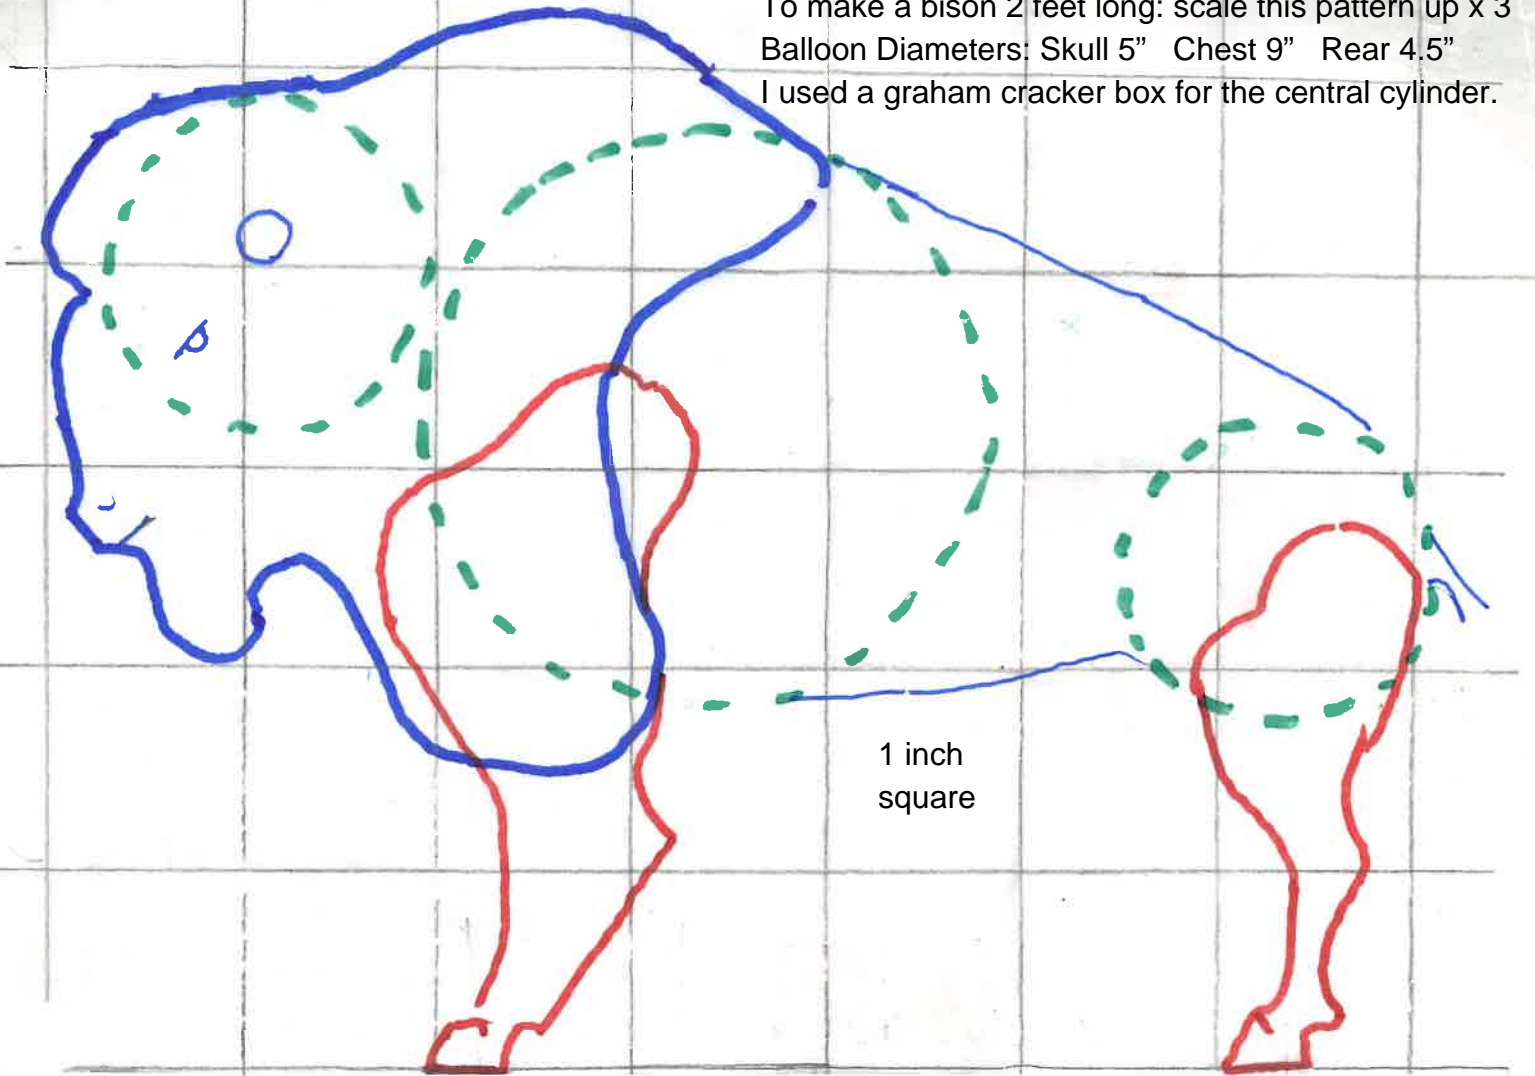 To make a bison 2 feet long: scale this pattern up x 3
Balloon Diameters: Skull 5” Chest 9” Rear 4.5”
I used a graham cracker box for the central cylinder.
1 inch
square